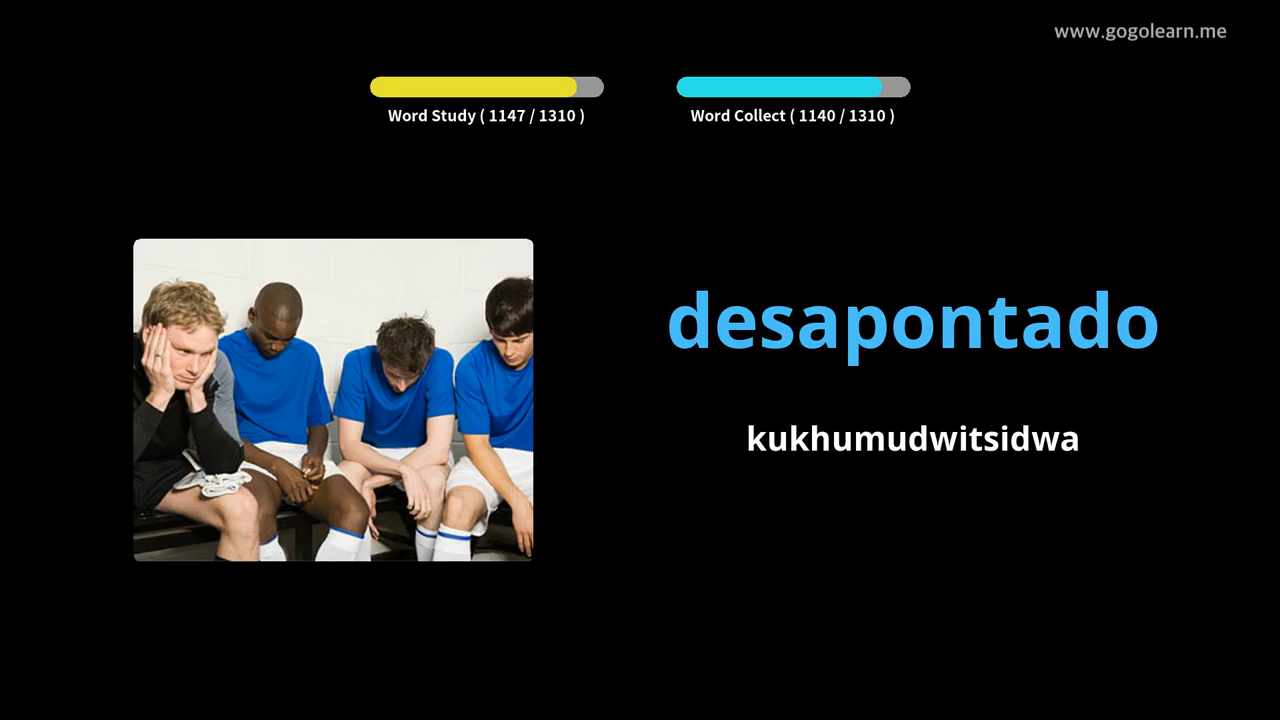 www.gogolearn.me
Word Study ( 1147 / 1310 )
Word Collect ( 1140 / 1310 )
desapontado
kukhumudwitsidwa